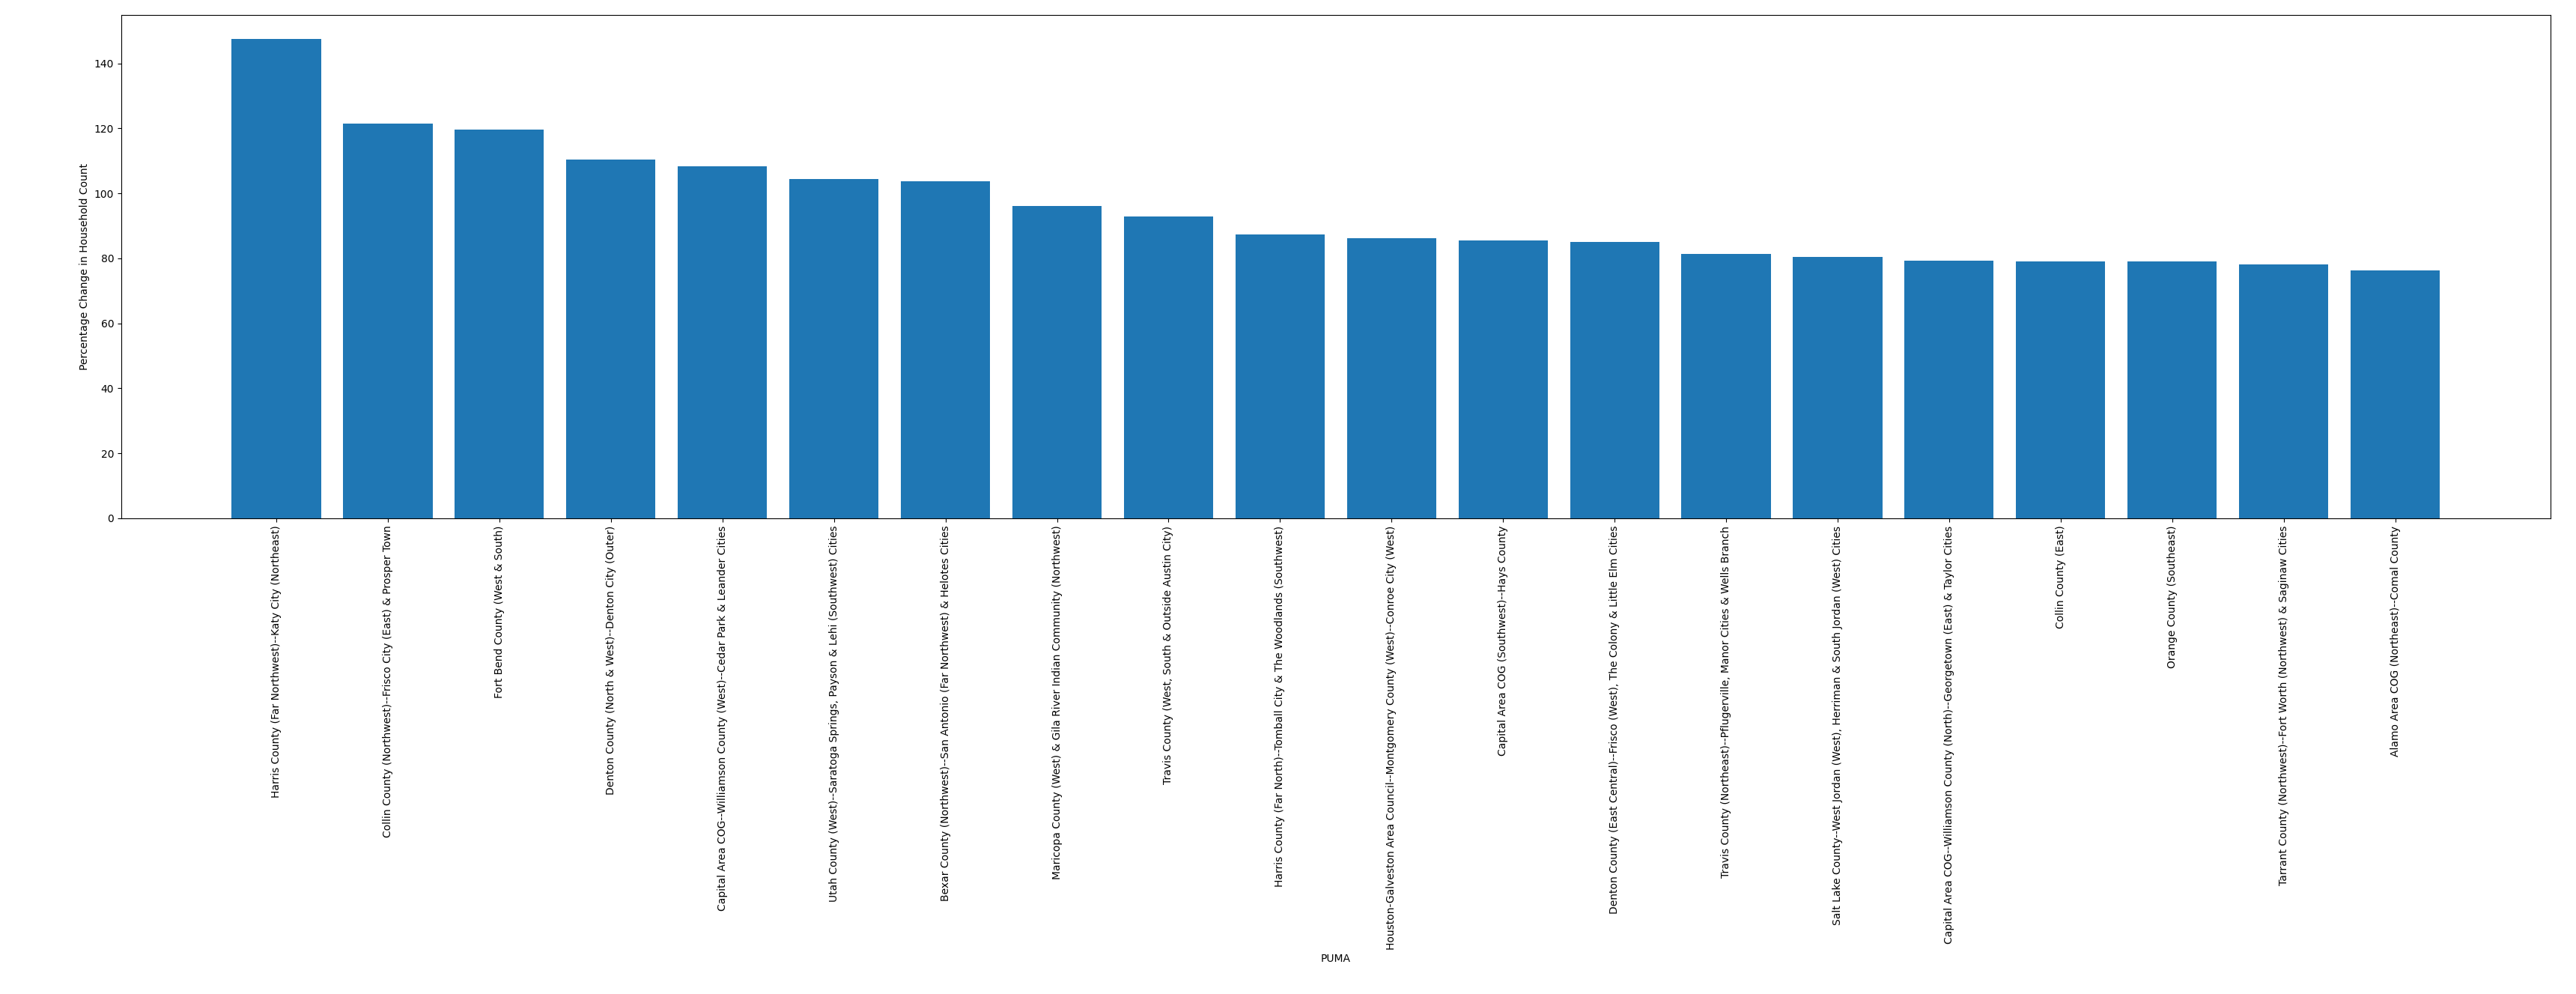 Percentage Change in Household Count
140
120
100
80
60
40
20
0
Harris County (Far Northwest)--Katy City (Northeast)
Collin County (Northwest)--Frisco City (East) & Prosper Town
Fort Bend County (West & South)
Denton County (North & West)--Denton City (Outer)
Capital Area COG--Williamson County (West)--Cedar Park & Leander Cities
Utah County (West)--Saratoga Springs, Payson & Lehi (Southwest) Cities
Bexar County (Northwest)--San Antonio (Far Northwest) & Helotes Cities
Maricopa County (West) & Gila River Indian Community (Northwest)
Travis County (West, South & Outside Austin City)
Harris County (Far North)--Tomball City & The Woodlands (Southwest)
Houston-Galveston Area Council--Montgomery County (West)--Conroe City (West)
Capital Area COG (Southwest)--Hays County
Denton County (East Central)--Frisco (West), The Colony & Little Elm Cities
Travis County (Northeast)--Pflugerville, Manor Cities & Wells Branch
Salt Lake County--West Jordan (West), Herriman & South Jordan (West) Cities
Capital Area COG--Williamson County (North)--Georgetown (East) & Taylor Cities
Collin County (East)
Orange County (Southeast)
Tarrant County (Northwest)--Fort Worth (Northwest) & Saginaw Cities
Alamo Area COG (Northeast)--Comal County
PUMA